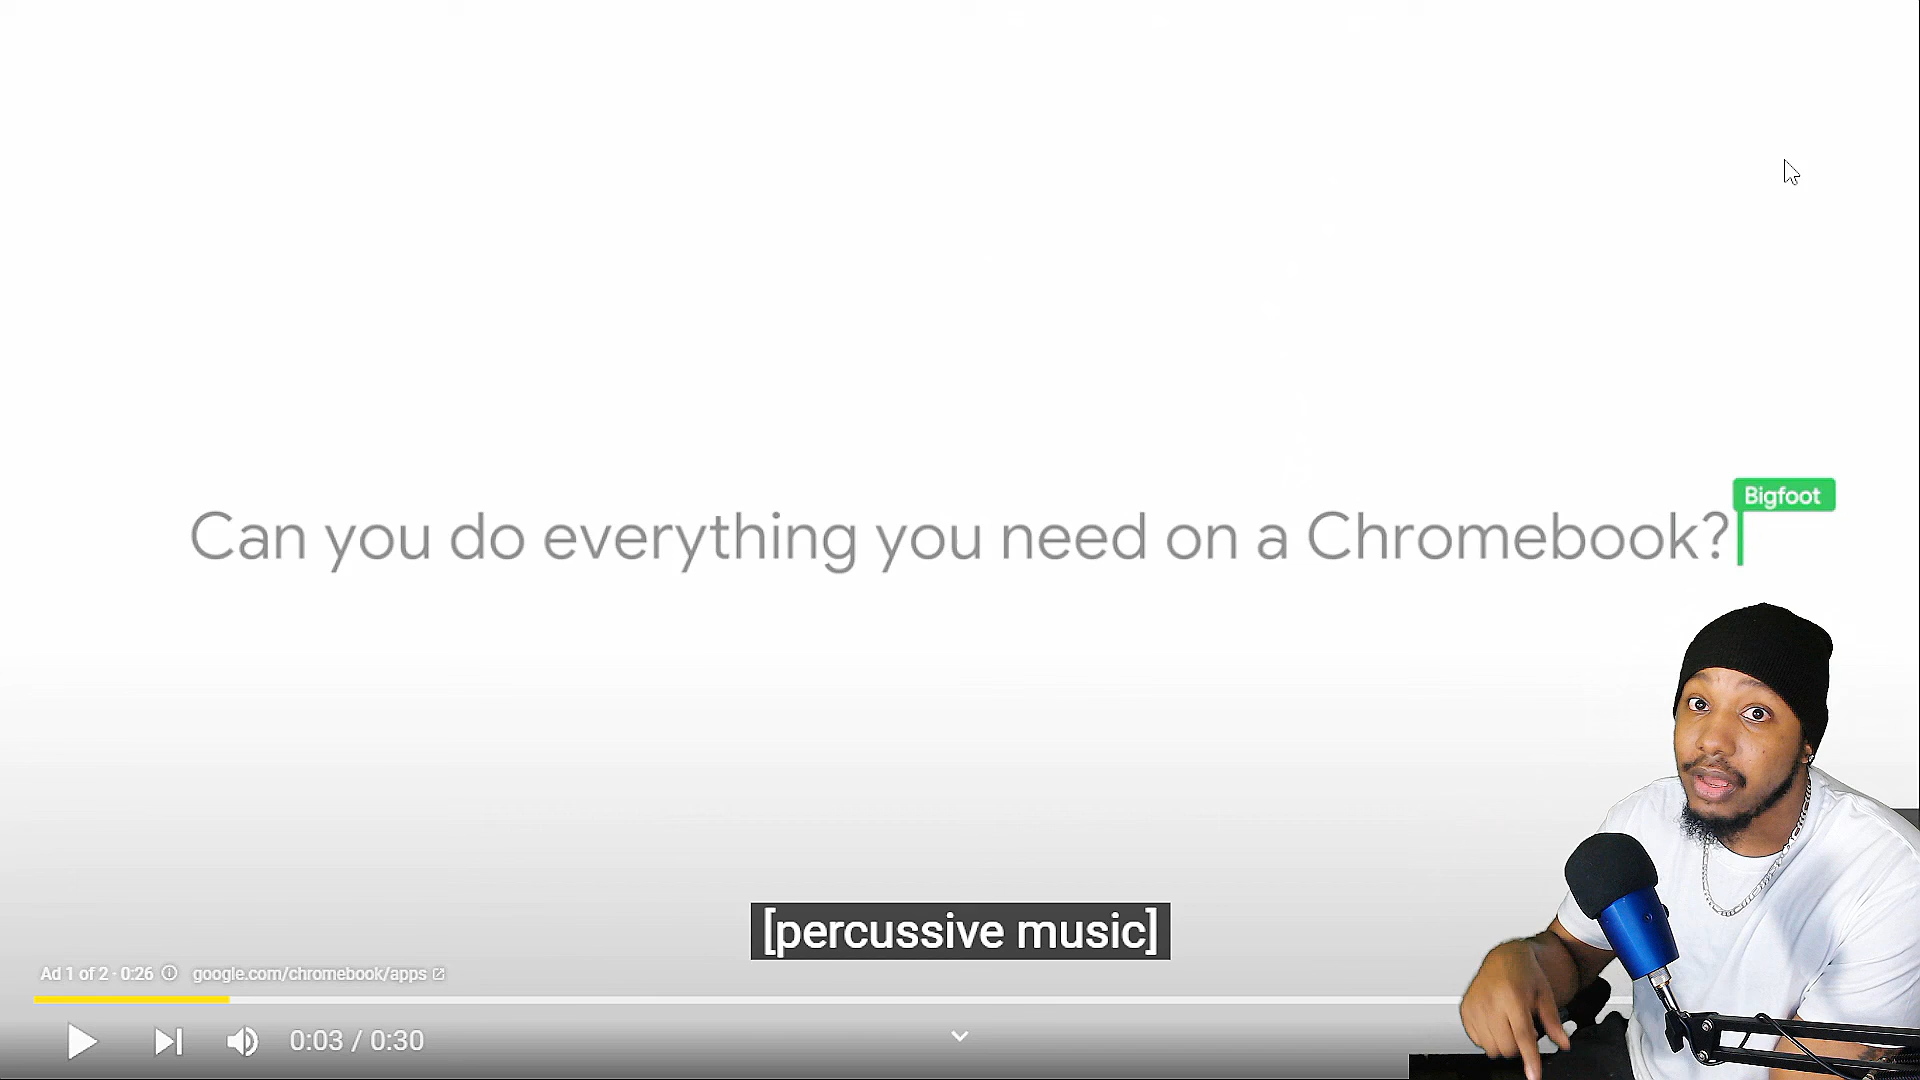 Bigfoot
Can you do everything you need on a Chromebook?
[percussive music]
Ad 1 of 2 · 0:26 google.com/chromebook/apps
0:03 / 0:30